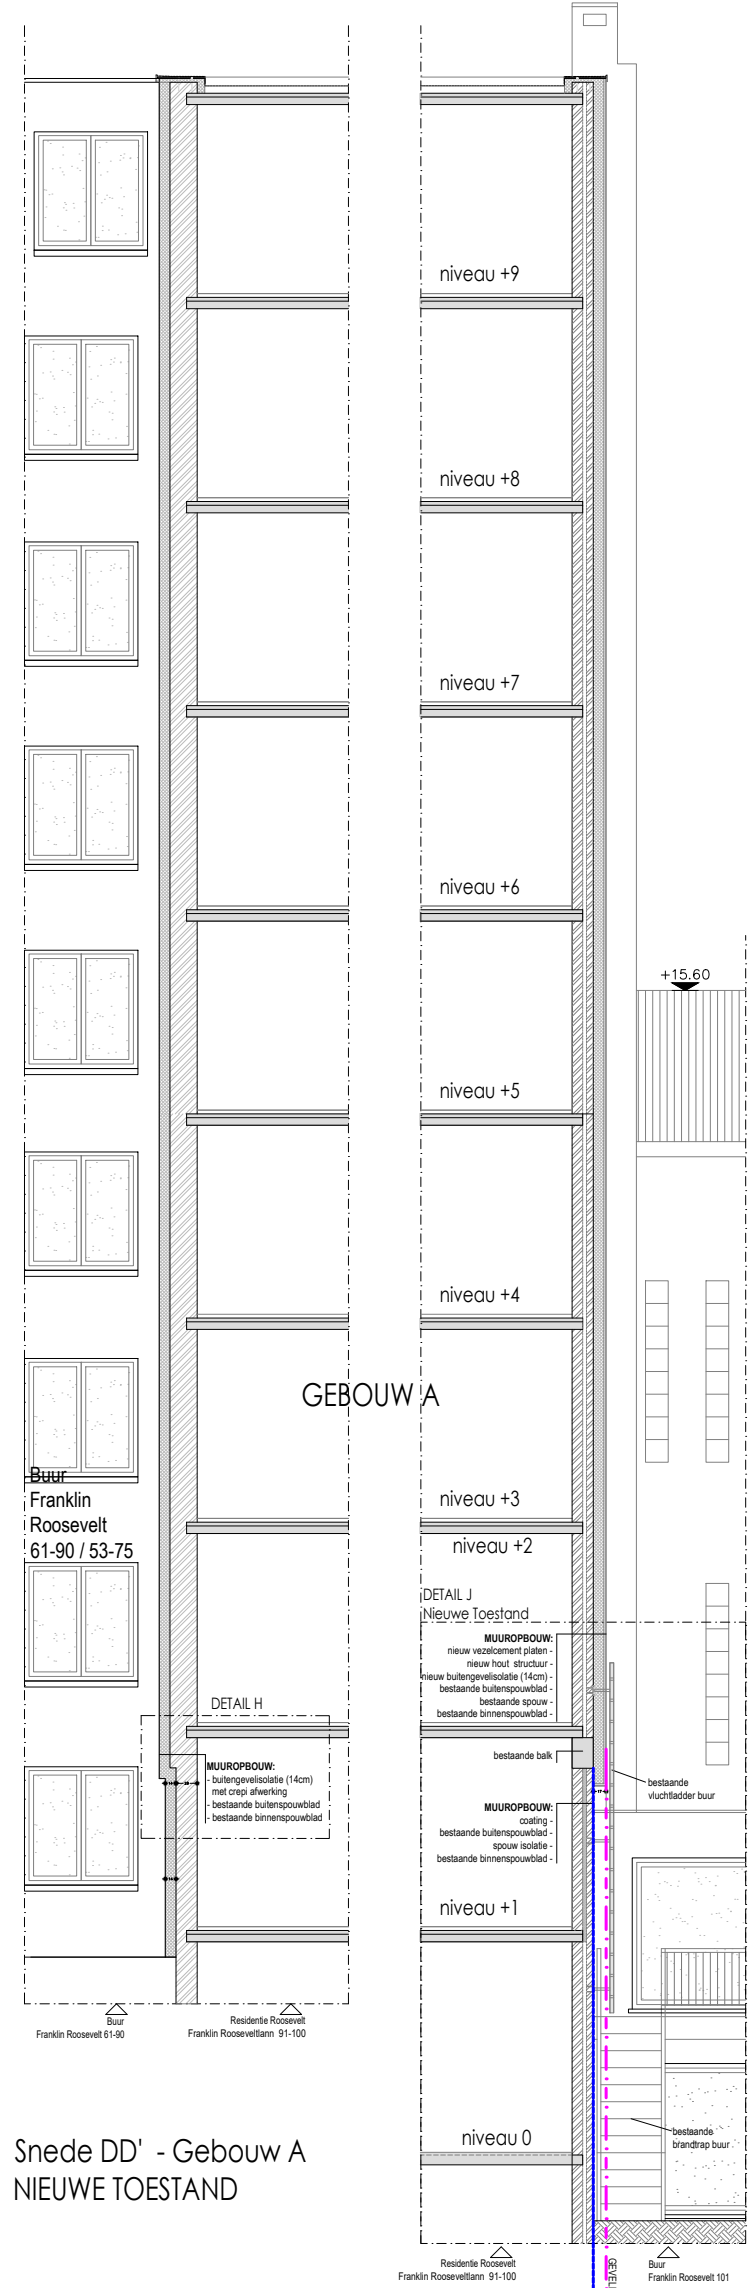 niveau +9
niveau +8
niveau +7
niveau +6
+15.60
niveau +5
niveau +4
GEBOUW A
Buur
Franklin
Roosevelt
61-90 / 53-75
niveau +3
niveau +2
DETAIL J
Nieuwe Toestand
MUUROPBOUW:
nieuw vezelcement platen -
nieuw hout structuur -
nieuw buitengevelisolatie (14cm) -
bestaande buitenspouwblad -
bestaande spouw -
bestaande binnenspouwblad -
DETAIL H
MUUROPBOUW:
- buitengevelisolatie (14cm)
met crepi afwerking
- bestaande buitenspouwblad
- bestaande binnenspouwblad
bestaande balk
bestaande
vluchtladder buur
MUUROPBOUW:
coating -
bestaande buitenspouwblad -
spouw isolatie -
bestaande binnenspouwblad -
niveau +1
Buur
Franklin Roosevelt 61-90
Residentie Roosevelt
Franklin Rooseveltlann 91-100
niveau 0
bestaande
brandtrap buur
Snede DD' - Gebouw A
NIEUWE TOESTAND
Residentie Roosevelt
Franklin Rooseveltlann 91-100
Buur
Franklin Roosevelt 101